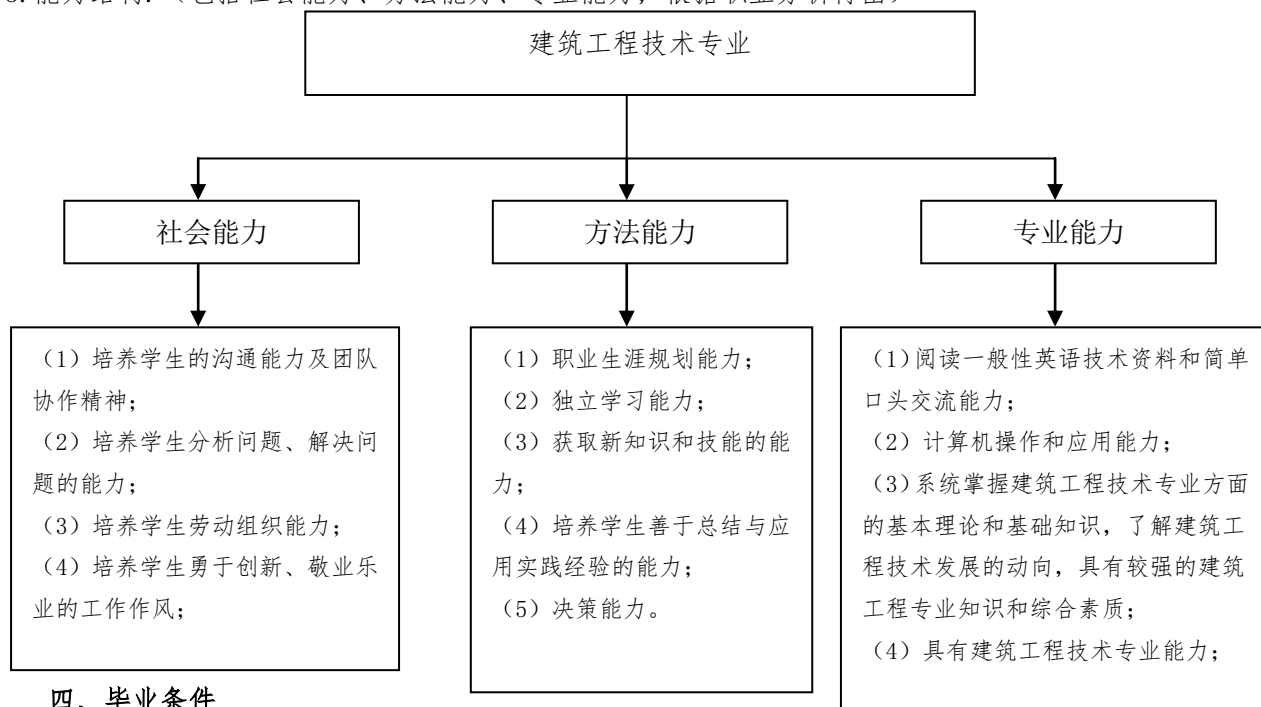 建筑工程技术专业
社会能力
方法能力
专业能力
（1）培养学生的沟通能力及团队
协作精神；
（2）培养学生分析问题、解决问
题的能力；
（3）培养学生劳动组织能力；
（4）培养学生勇于创新、敬业乐
业的工作作风；
（1）职业生涯规划能力；
（2）独立学习能力；
（3）获取新知识和技能的能
力；
（4）培养学生善于总结与应
用实践经验的能力；
（5）决策能力。
（1）阅读一般性英语技术资料和简单
口头交流能力；
（2）计算机操作和应用能力；
（3）系统掌握建筑工程技术专业方面
的基本理论和基础知识，了解建筑工
程技术发展的动向，具有较强的建筑
工程专业知识和综合素质；
（4）具有建筑工程技术专业能力；
四、毕业条件